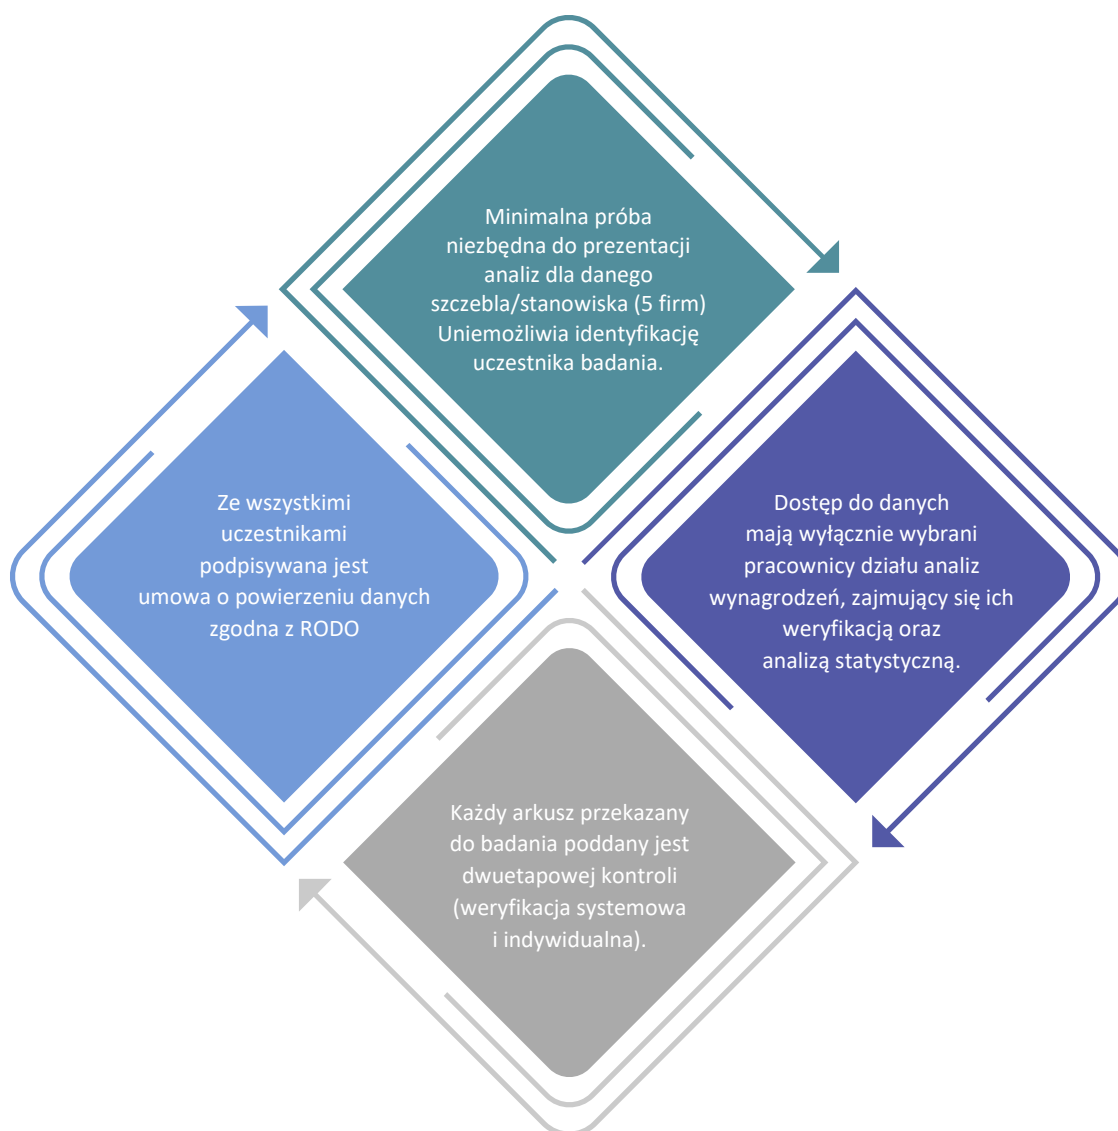 Minimalna próba
niezbędna do prezentacji
analiz dla danego
szczebla/stanowiska (5 firm)
Uniemożliwia identyfikację
uczestnika badania.
Ze wszystkimi
uczestnikami
podpisywana jest
umowa o powierzeniu danych
zgodna z RODO
Dostęp do danych
mają wyłącznie wybrani
pracownicy działu analiz
wynagrodzeń, zajmujący się ich
weryfikacją oraz
analizą statystyczną.
Każdy arkusz przekazany
do badania poddany jest
dwuetapowej kontroli
(weryfikacja systemowa
i indywidualna).